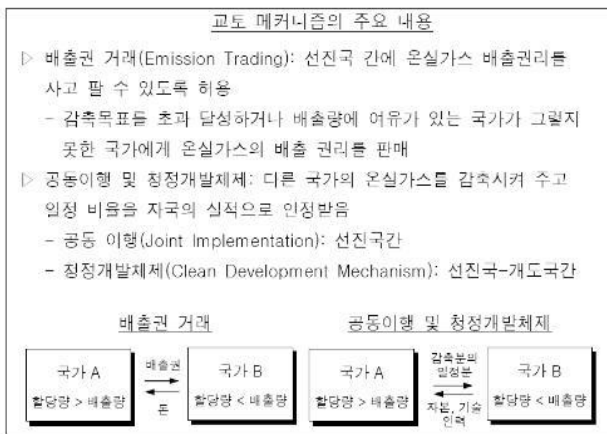 교토 메커니즘의 주요 내용
▷ 배출권 거래(Emission Trading): 선진국 간에 온실가스 배출권리를
사고 팔 수 있도록 허용
- 감축목표를 초과 달성하거나 배출량에 여유가 있는 국가가 그렇지
못한 국가에게 온실가스의 배출 권리를 판매
▷ 공동이행 및 청정개발체제: 다른 국가의 온실가스를 감축시켜 주고
일정 비율을 자국의 실적으로 인정받음
- 공동 이행(Joint Implementation): 선진국간
- 청정개발체제(Clean Development Mechanism): 선진국-개도국간
배출권 거래
국가 A
할당량 > 배출량
배출권
돈
국가 B
할당량 < 배출량
공동이행 및 청정개발체제
국가 A
할당량 > 배출량
감축분의
일정분
자본, 기술
인력
국가 B
할당량 < 배출량